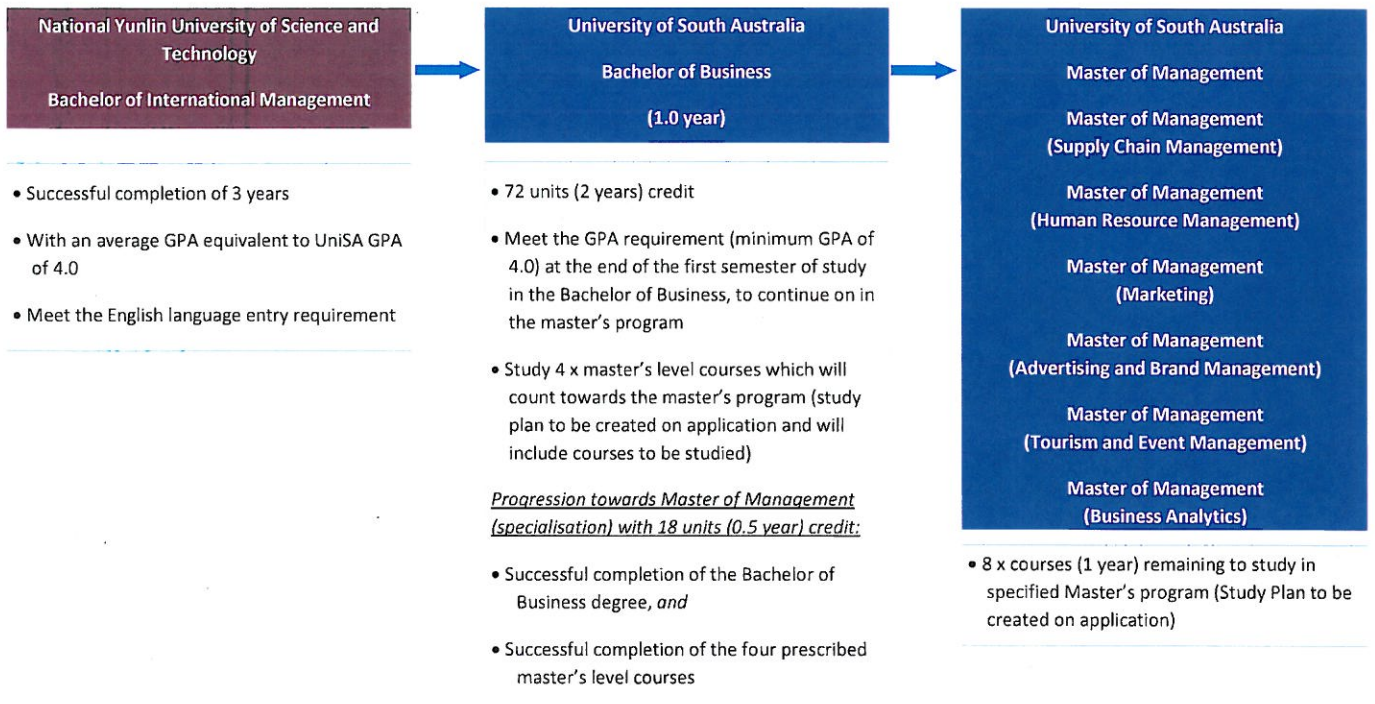 National Yunlin University of Science and
Technology
Bachelor of International Management
• Successful completion of 3 years
• With an average GPA equivalent to UniSA GPA
of 4.0
• Meet the English language entry requirement
University of South Australia
Bachelor of Business
(1.0 year)
• 72 units (2 years) credit
• Meet the GPA requirement (minimum GPA of
4.0) at the end of the first semester of study
in the Bachelor of Business, to continue on in
the master's program
• Study 4 x master's level courses which will
count towards the master's program (study
plan to be created on application and will
include courses to be studied)
Progression towards Master of Management
(specialisation) with 18 units (0.5 year) credit:
• Successful completion of the Bachelor of
Business degree, and
• Successful completion of the four prescribed
master's level courses
University of South Australia
Master of Management
Master of Management
(Supply Chain Management)
Master of Management
(Human Resource Management)
Master of Management
(Marketing)
Master of Management
(Advertising and Brand Management)
Master of Management
(Tourism and Event Management)
Master of Management
(Business Analytics)
• 8 x courses (1 year) remaining to study in
specified Master's program (Study Plan to be
created on application)